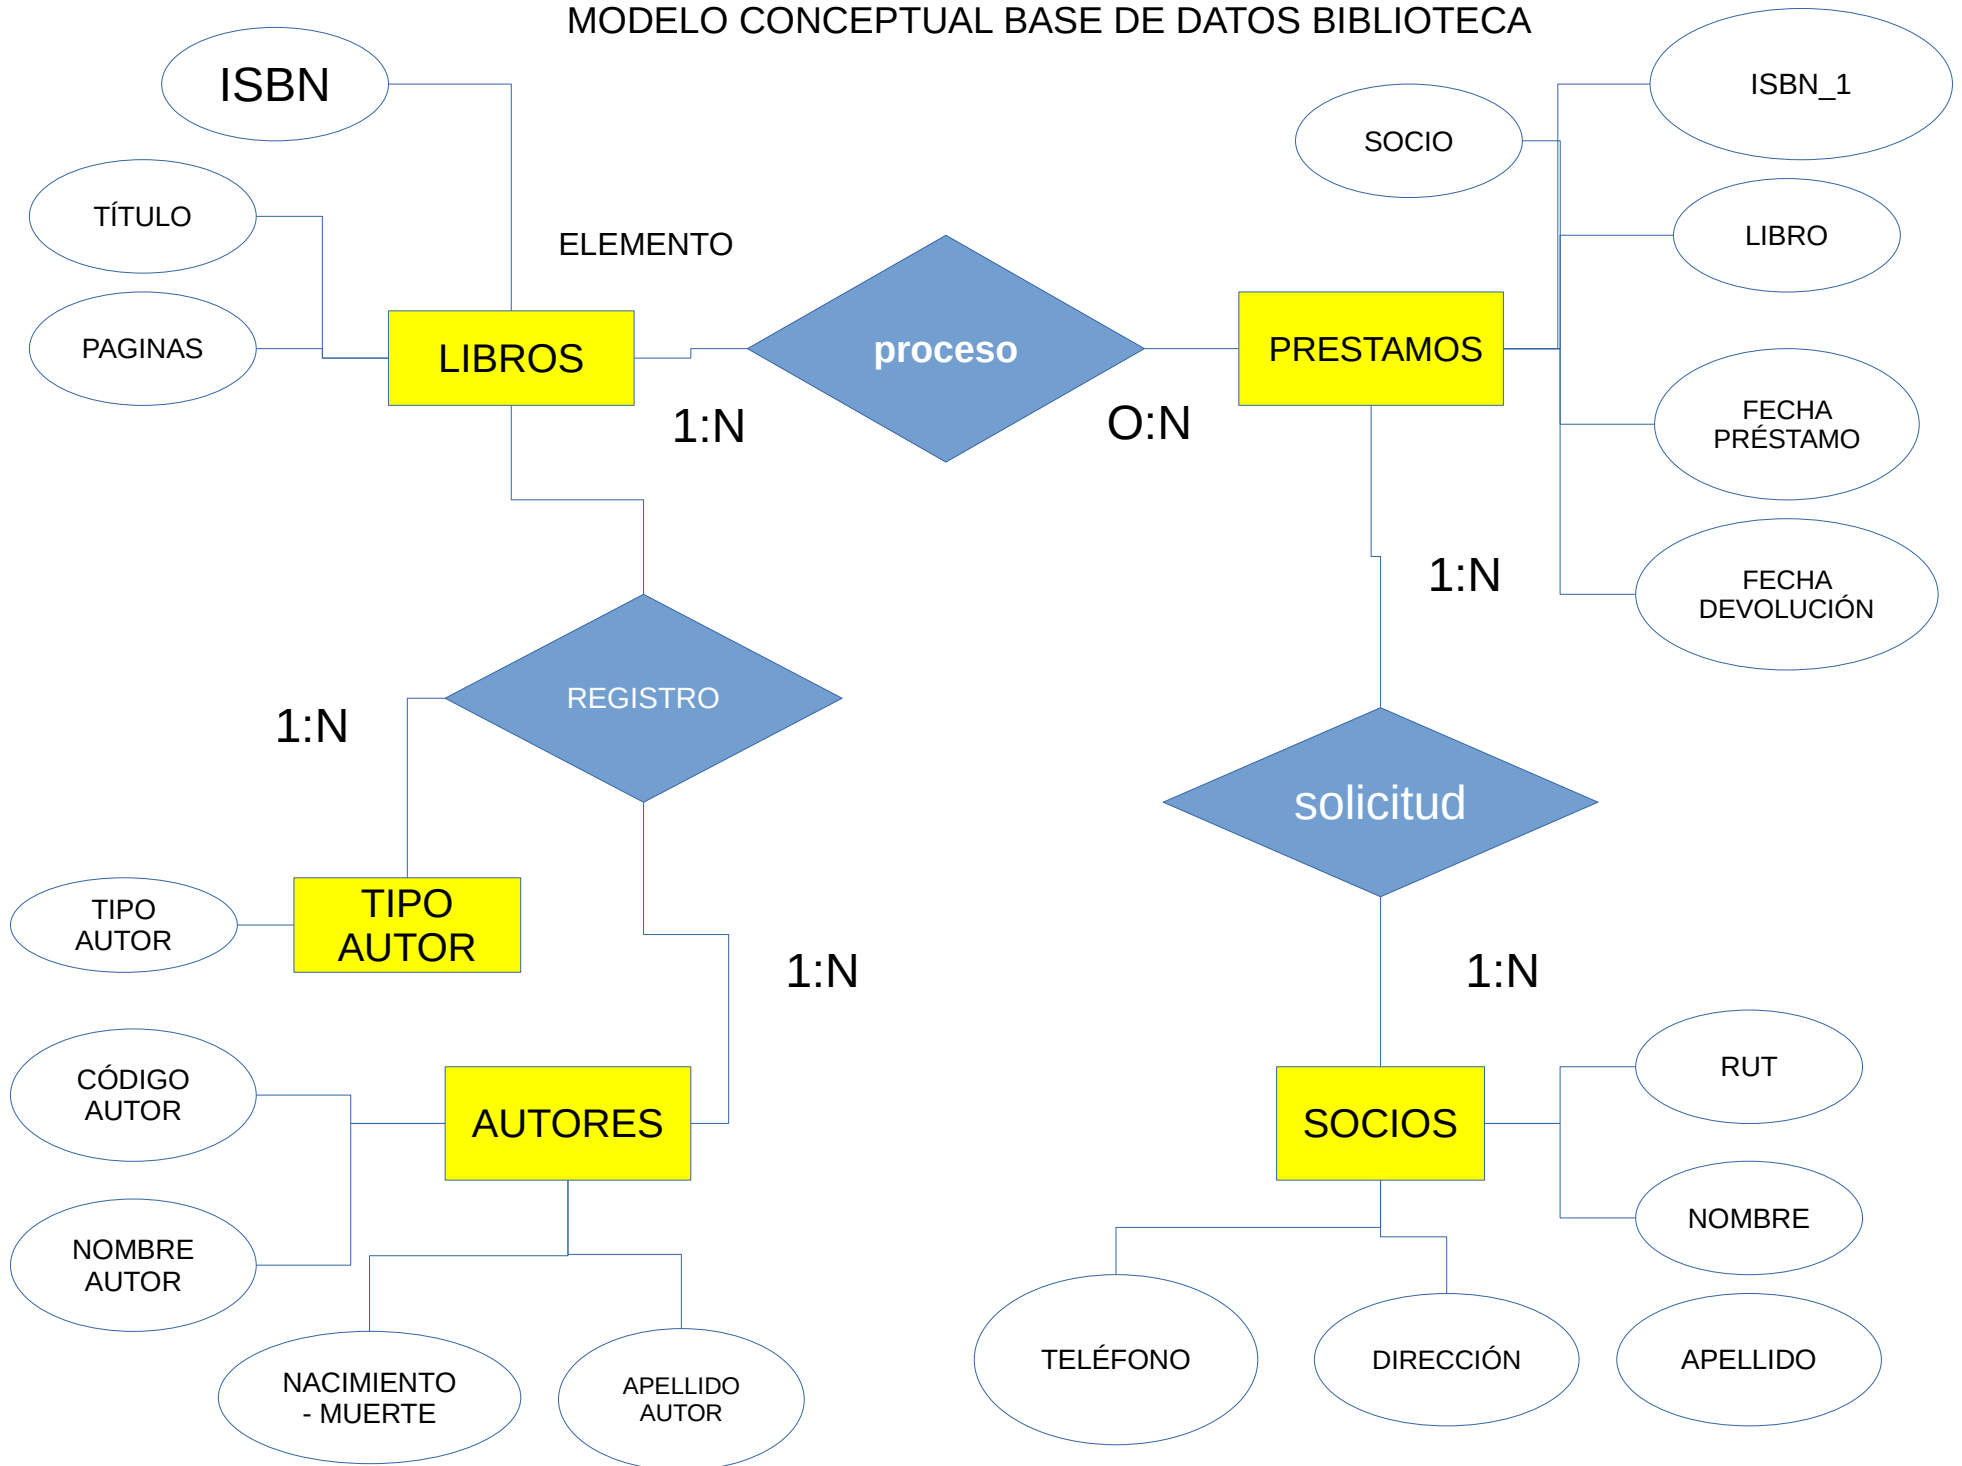 MODELO CONCEPTUAL BASE DE DATOS BIBLIOTECA
ISBN
ISBN_1
SOCIO
TÍTULO
LIBRO
ELEMENTO
PAGINAS
LIBROS
proceso
PRESTAMOS
1:N
O:N
FECHA
PRÉSTAMO
1:N
FECHA
DEVOLUCIÓN
REGISTRO
1:N
solicitud
TIPO
AUTOR
TIPO
AUTOR
1:N
1:N
CÓDIGO
AUTOR
AUTORES
SOCIOS
RUT
NOMBRE
AUTOR
NOMBRE
NACIMIENTO
- MUERTE
APELLIDO
AUTOR
TELÉFONO
DIRECCIÓN
APELLIDO